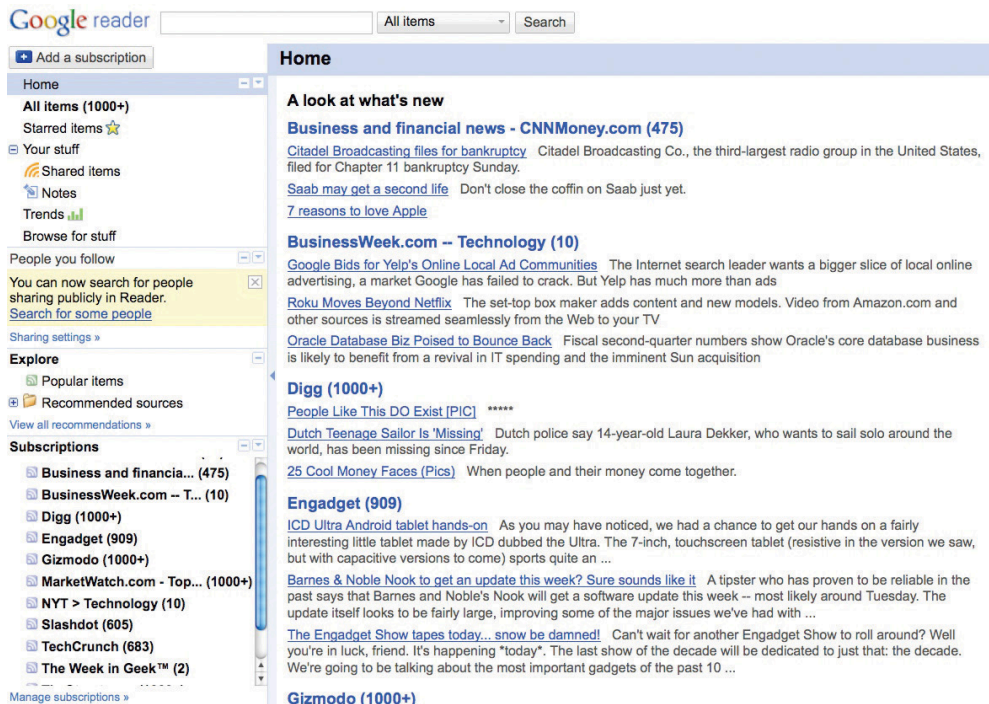 Google reader
All items
Search
Add a subscription
Home
All items (1000+)
Starred items
Your stuff
Shared items
Notes
Trends
Browse for stuff
People you follow
You can now search for people
sharing publicly in Reader.
Search for some people
Sharing settings »
Explore
Popular items
Recommended sources
View all recommendations »
Subscriptions
Business and financia... (475)
BusinessWeek.com -- T... (10)
Digg (1000+)
Engadget (909)
Gizmodo (1000+)
MarketWatch.com - Top... (1000+)
NYT > Technology (10)
Slashdot (605)
TechCrunch (683)
The Week in Geek™ (2)
Manage subscriptions »
Home
A look at what's new
Business and financial news - CNNMoney.com (475)
Citadel Broadcasting files for bankruptcy Citadel Broadcasting Co., the third-largest radio group in the United States,
filed for Chapter 11 bankruptcy Sunday.
Saab may get a second life Don't close the coffin on Saab just yet.
7 reasons to love Apple
BusinessWeek.com -- Technology (10)
Google Bids for Yelp's Online Local Ad Communities The Internet search leader wants a bigger slice of local online
advertising, a market Google has failed to crack. But Yelp has much more than ads
Roku Moves Beyond Netflix The set-top box maker adds content and new models. Video from Amazon.com and
other sources is streamed seamlessly from the Web to your TV
Oracle Database Biz Poised to Bounce Back Fiscal second-quarter numbers show Oracle's core database business
is likely to benefit from a revival in IT spending and the imminent Sun acquisition
Digg (1000+)
People Like This DO Exist [PIC] *****
Dutch Teenage Sailor Is 'Missing' Dutch police say 14-year-old Laura Dekker, who wants to sail solo around the
world, has been missing since Friday.
25 Cool Money Faces (Pics) When people and their money come together.
Engadget (909)
ICD Ultra Android tablet hands-on As you may have noticed, we had a chance to get our hands on a fairly
interesting little tablet made by ICD dubbed the Ultra. The 7-inch, touchscreen tablet (resistive in the version we saw,
but with capacitive versions to come) sports quite an ...
Barnes & Noble Nook to get an update this week? Sure sounds like it A tipster who has proven to be reliable in the
past says that Barnes and Noble's Nook will get a software update this week -- most likely around Tuesday. The
update itself looks to be fairly large, improving some of the major issues we've had with ...
The Engadget Show tapes today... snow be damned! Can't wait for another Engadget Show to roll around? Well
you're in luck, friend. It's happening *today*. The last show of the decade will be dedicated to just that: the decade.
We're going to be talking about the most important gadgets of the past 10 ...
Gizmodo (1000+)